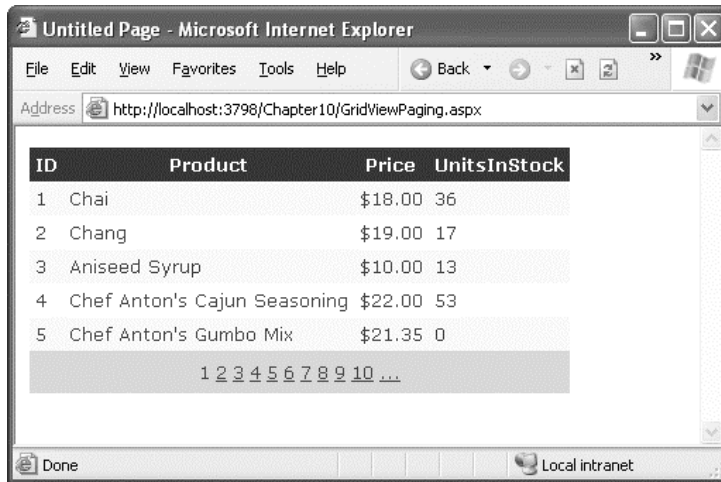 Untitled Page - Microsoft Internet Explorer
File Edit View Favorites Tools Help Back »
Address http://localhost:3798/Chapter10/GridViewPaging.aspx
ID Product Price UnitsInStock
1 Chai $18.00 36
2 Chang $19.00 17
3 Aniseed Syrup $10.00 13
4 Chef Anton's Cajun Seasoning $22.00 53
5 Chef Anton's Gumbo Mix $21.35 0
1 2 3 4 5 6 7 8 9 10 ...
Done Local intranet